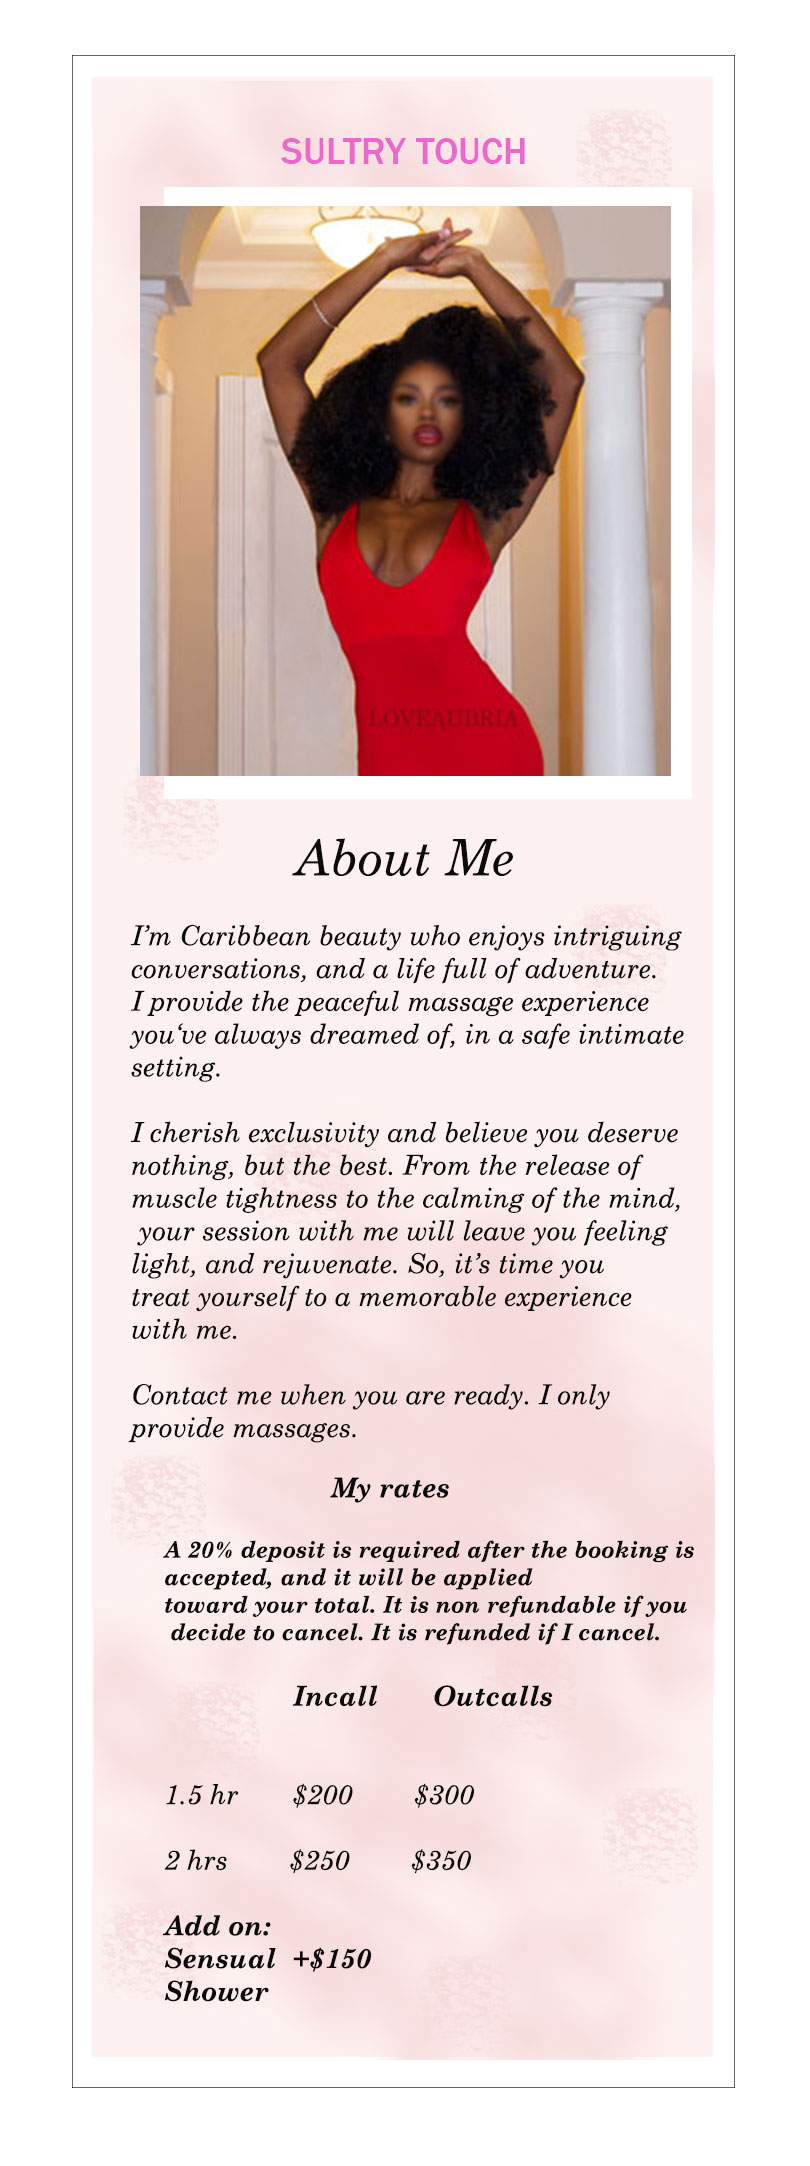 SULTRY TOUCH
LOVEAUBRIA
About Me
I'm Caribbean beauty who enjoys intriguing
conversations, and a life full of adventure.
I provide the peaceful massage experience
you‘ve always dreamed of, in a safe intimate
setting.
I cherish exclusivity and believe you deserve
nothing, but the best. From the release of
muscle tightness to the calming of the mind,
your session with me will leave you feeling
light, and rejuvenate. So, it's time you
treat yourself to a memorable experience
with me.
Contact me when you are ready. I only
provide massages.
My rates
A 20% deposit is required after the booking is
accepted, and it will be applied
toward your total. It is non refundable if you
decide to cancel. It is refunded if I cancel.
Incall Outcalls
1.5 hr $200 $300
2 hrs $250 $350
Add on:
Sensual +$150
Shower